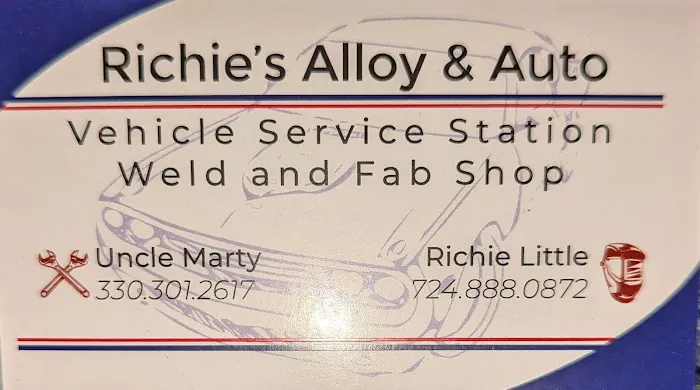 Richie's Alloy & Auto
Vehicle Service Station
Weld and Fab Shop
Uncle Marty
330.301.2617
Richie Little
724.888.0872